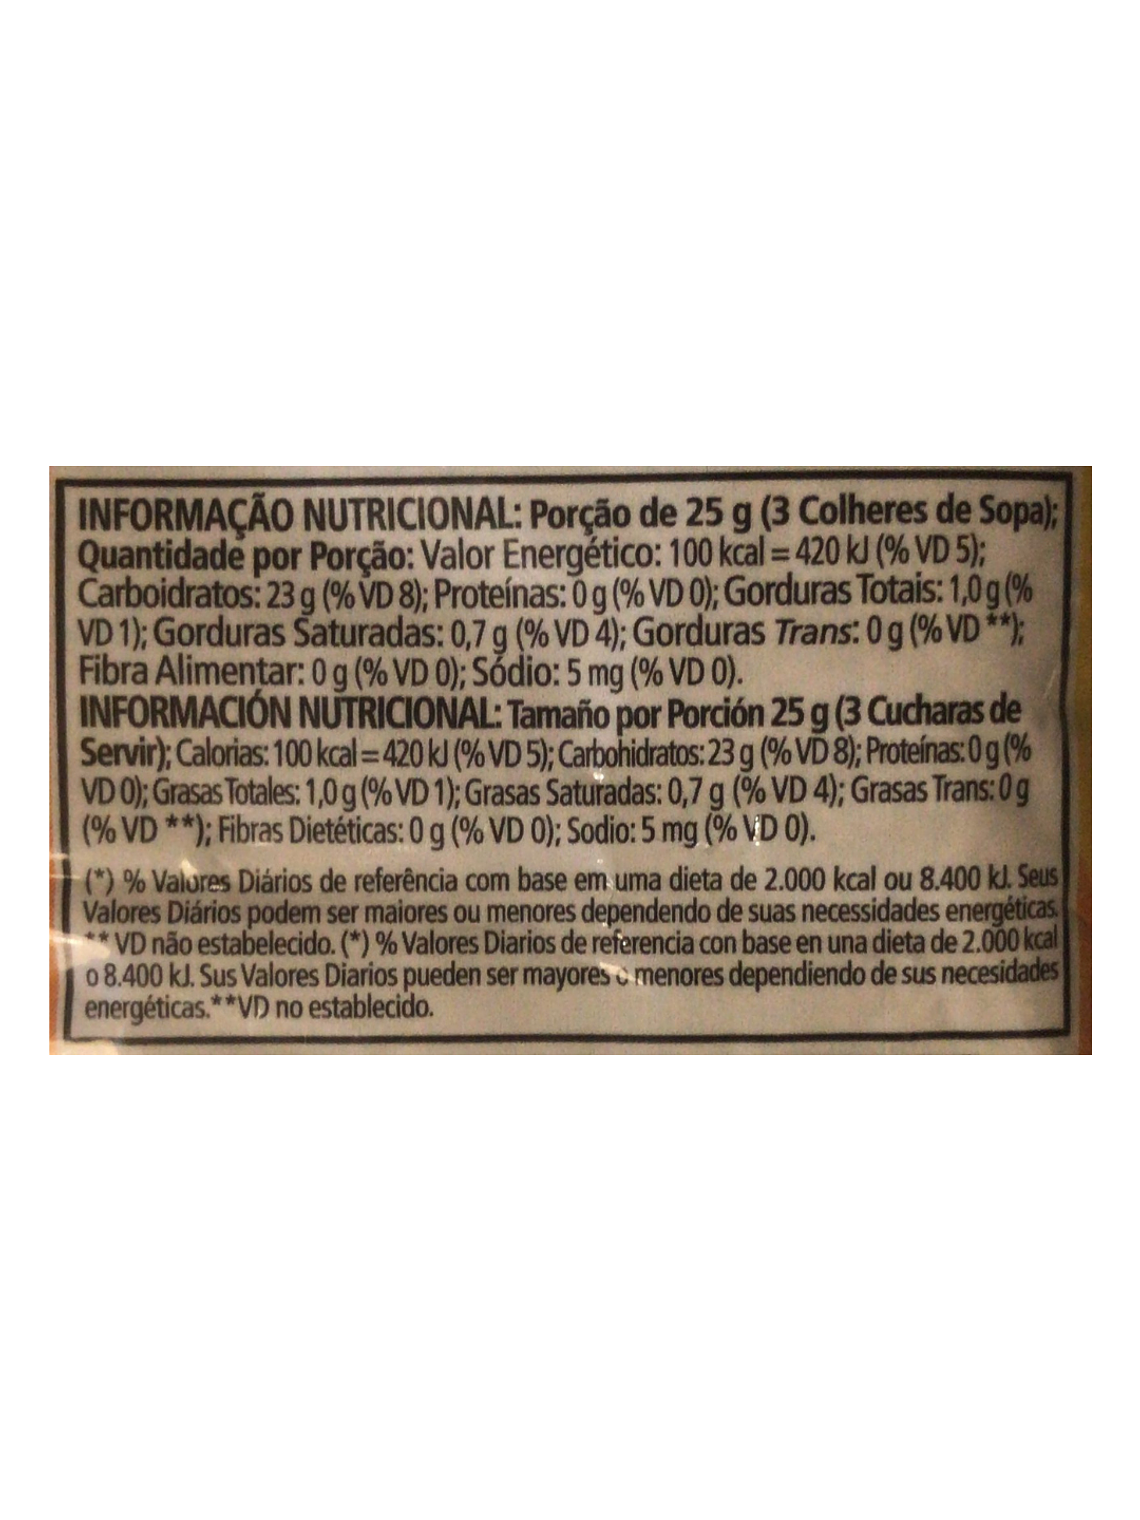 INFORMAÇÃO NUTRICIONAL: Porção de 25 g (3 Colheres de Sopa);
Quantidade por Porção: Valor Energético: 100 kcal = 420 kJ (% VD 5);
Carboidratos: 23 g (% VD 8); Proteínas: 0 g (% VD 0); Gorduras Totais: 1,0 g (%
VD 1); Gorduras Saturadas: 0,7 g (% VD 4); Gorduras Trans: 0 g (% VD **);
Fibra Alimentar: 0 g (% VD 0); Sódio: 5 mg (% VD 0).
INFORMACIÓN NUTRICIONAL: Tamaño por Porción 25 g (3 Cucharas de
Servir); Calorias: 100 kcal = 420 kJ (% VD 5); Carbohidratos: 23 g (% VD 8); Proteínas: 0 g (%
VD 0); Grasas Totales: 1,0 g (% VD 1); Grasas Saturadas: 0,7 g (% VD 4); Grasas Trans: 0 g
(% VD **); Fibras Dietéticas: 0 g (% VD 0); Sodio: 5 mg (% VD 0).
(*) % Valores Diários de referência com base em uma dieta de 2.000 kcal ou 8.400 kJ. Seus
Valores Diários podem ser maiores ou menores dependendo de suas necessidades energéticas.
** VD não estabelecido. (*) % Valores Diarios de referencia con base en una dieta de 2.000 kcal
o 8.400 kJ. Sus Valores Diarios pueden ser mayores o menores dependiendo de sus necesidades
energéticas.**VD no establecido.